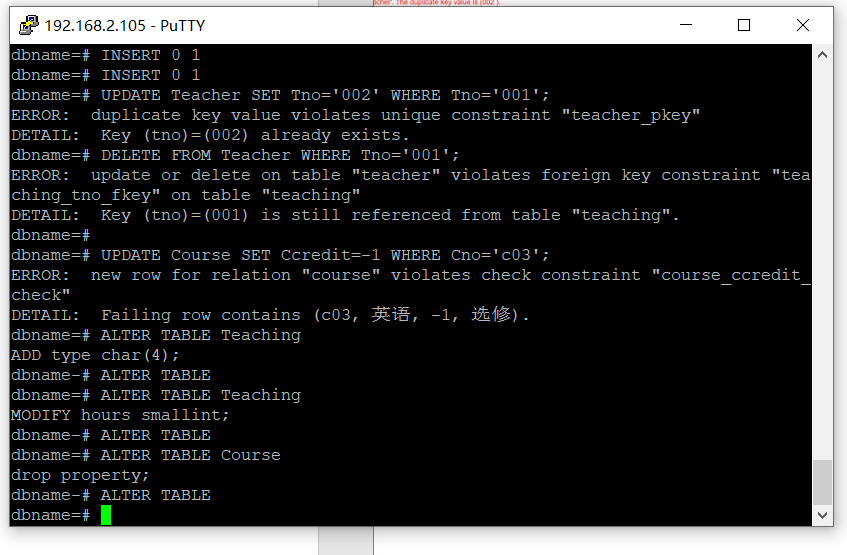 acher". The duplicate key value is (002 ).
192.168.2.105 - PuTTY
dbname=# INSERT 0 1
dbname=# INSERT 0 1
dbname=# UPDATE Teacher SET Tno='002' WHERE Tno='001';
ERROR:  duplicate key value violates unique constraint "teacher_pkey"
DETAIL:  Key (tno)=(002) already exists.
dbname=# DELETE FROM Teacher WHERE Tno='001';
ERROR:  update or delete on table "teacher" violates foreign key constraint "tea
ching_tno_fkey" on table "teaching"
DETAIL:  Key (tno)=(001) is still referenced from table "teaching".
dbname=#
dbname=# UPDATE Course SET Ccredit=-1 WHERE Cno='c03';
ERROR:  new row for relation "course" violates check constraint "course_ccredit_
check"
DETAIL:  Failing row contains (c03, 英语, -1, 选修).
dbname=# ALTER TABLE Teaching
ADD type char(4);
dbname-# ALTER TABLE
dbname=# ALTER TABLE Teaching
MODIFY hours smallint;
dbname-# ALTER TABLE
dbname=# ALTER TABLE Course
drop property;
dbname-# ALTER TABLE
dbname=#